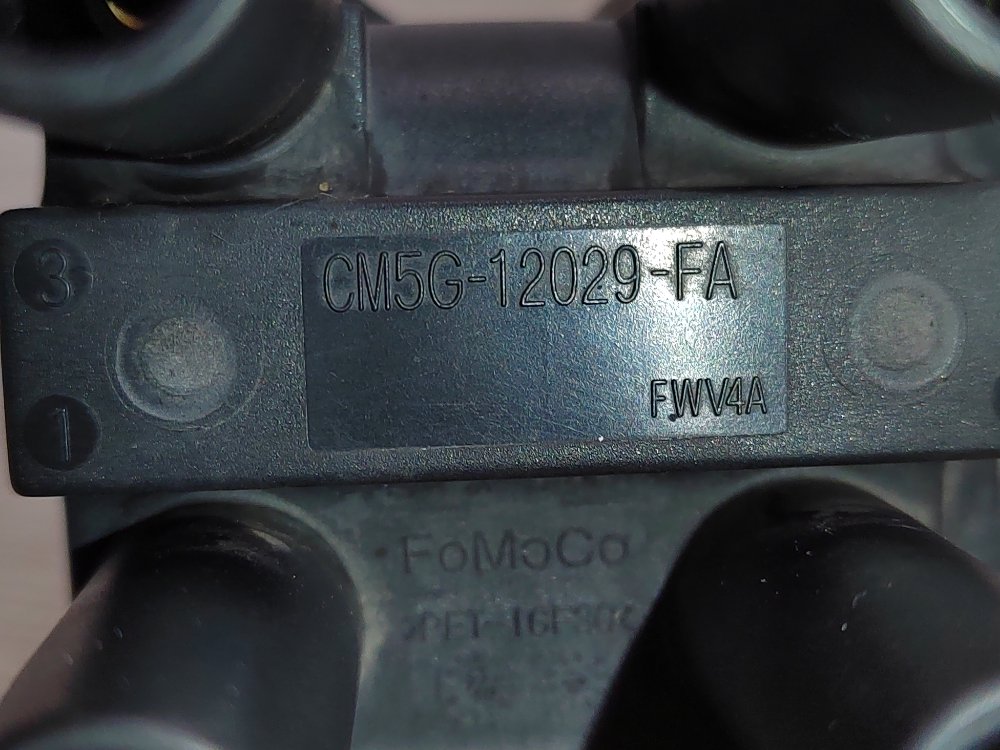 3
CM5G-12029-FA
1
FWV4A
FoMoCo